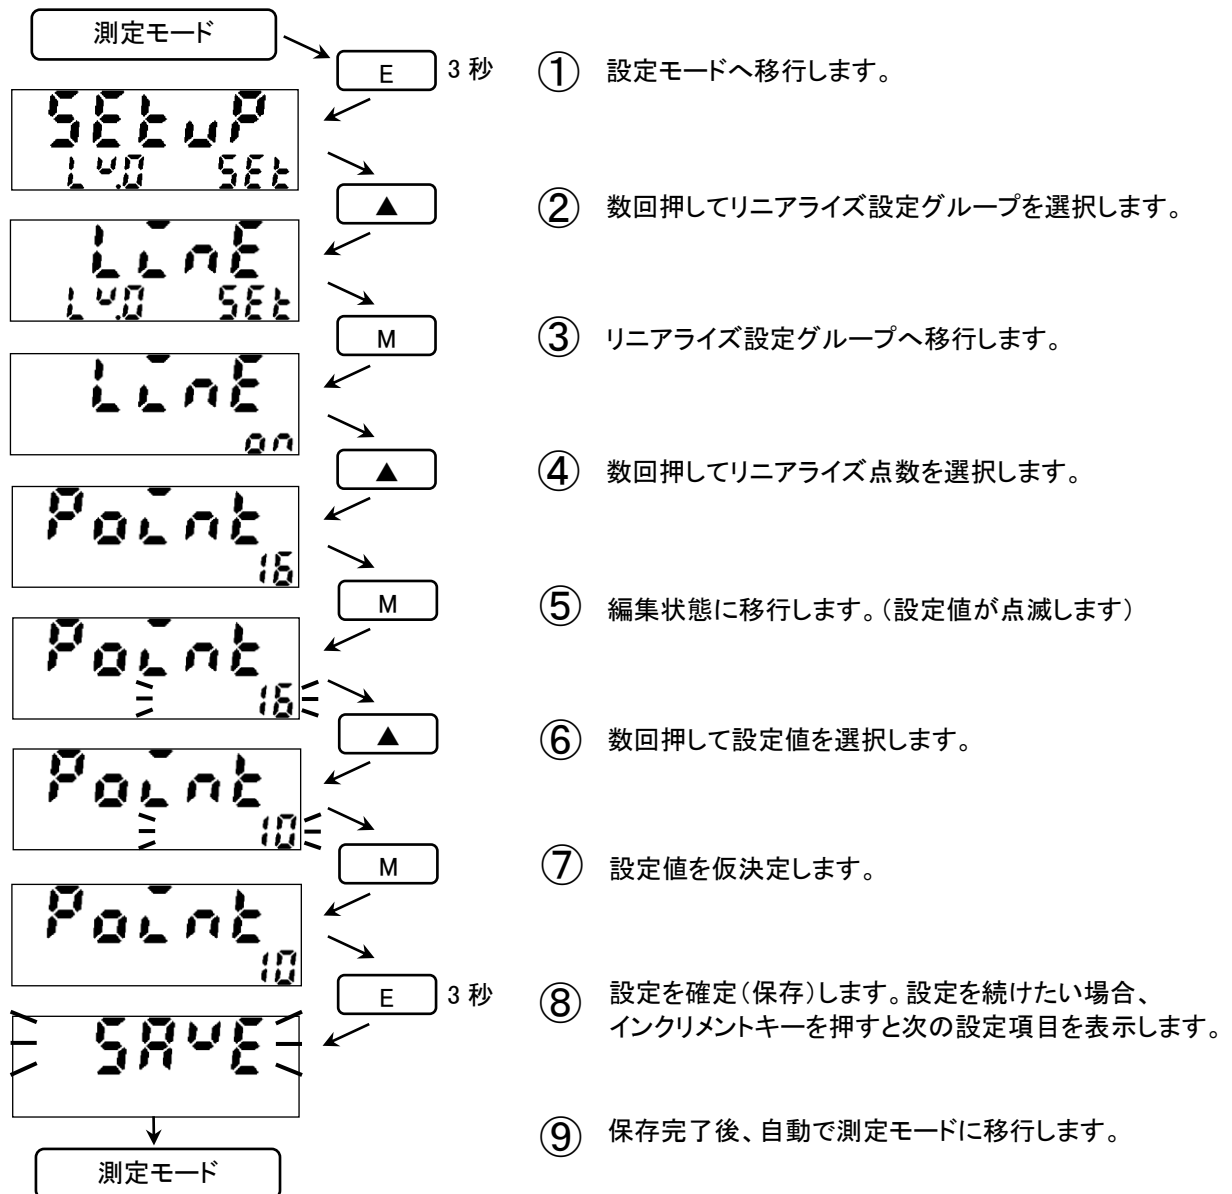 測定モード
E 3 秒 ① 設定モードへ移行します。
SEtuP
Lv.0 SEt
▲ ② 数回押してリニアライズ設定グループを選択します。
LinE
Lv.0 SEt
M ③ リニアライズ設定グループへ移行します。
LinE
on
▲ ④ 数回押してリニアライズ点数を選択します。
Point
16
M ⑤ 編集状態に移行します。（設定値が点滅します）
Point
16
▲ ⑥ 数回押して設定値を選択します。
Point
10
M ⑦ 設定値を仮決定します。
Point
10
E 3 秒 ⑧ 設定を確定（保存）します。設定を続けたい場合、
インクリメントキーを押すと次の設定項目を表示します。
SAvE
⑨ 保存完了後、自動で測定モードに移行します。
測定モード